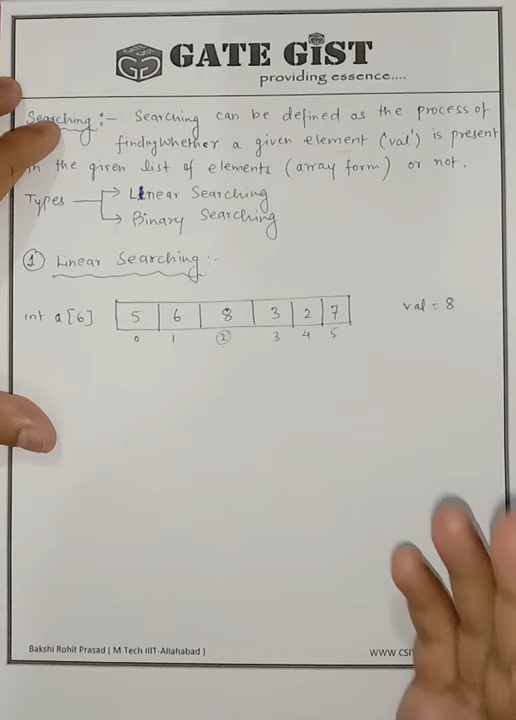 GATE GIST
providing essence....
Searching :- Searching can be defined as the process of
finding whether a given element ('val') is present
in the given list of elements (array form) or not.
Types
Linear Searching
Binary Searching
① Linear Searching :-
int a[6] 5 6 8 3 2 7 val = 8
0 1 ② 3 4 5
Bakshi Rohit Prasad ( M.Tech IIIT-Allahabad ) www